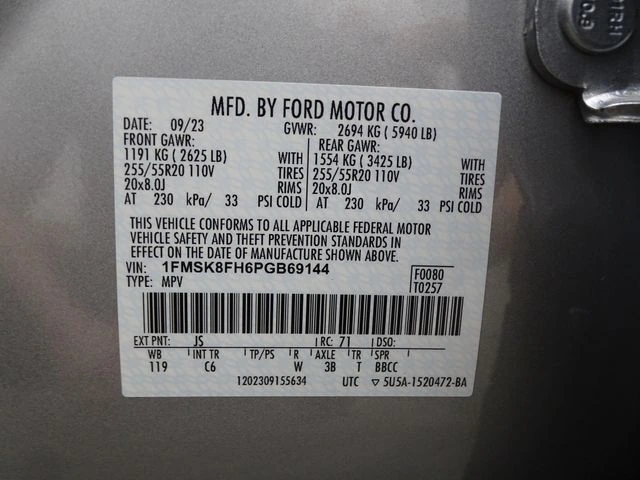 MFD. BY FORD MOTOR CO.
DATE: 09/23 GVWR: 2694 KG ( 5940 LB)
FRONT GAWR: REAR GAWR:
1191 KG ( 2625 LB) WITH 1554 KG ( 3425 LB) WITH
255/55R20 110V TIRES 255/55R20 110V TIRES
20x8.0J RIMS 20x8.0J RIMS
AT 230 kPa/ 33 PSI COLD AT 230 kPa/ 33 PSI COLD
THIS VEHICLE CONFORMS TO ALL APPLICABLE FEDERAL MOTOR
VEHICLE SAFETY AND THEFT PREVENTION STANDARDS IN
EFFECT ON THE DATE OF MANUFACTURE SHOWN ABOVE.
VIN: 1FMSK8FH6PGB69144 F0080
TYPE: MPV T0257
EXT PNT: JS RC: 71 DSO:
WB INT TR TP/PS R AXLE TR SPR
119 C6 W 3B T BBCC
1202309155634 UTC ▽ 5U5A-1520472-BA